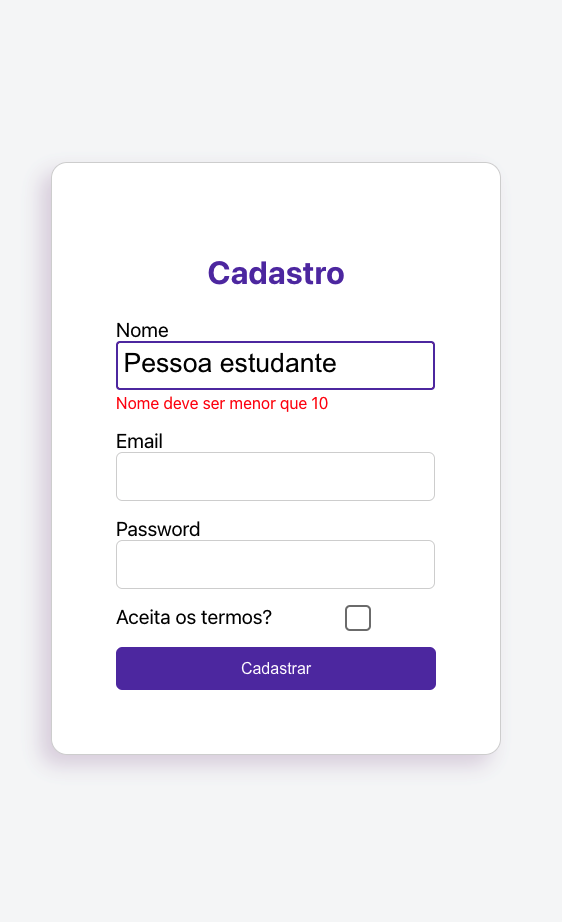 Cadastro
Nome
Pessoa estudante
Nome deve ser menor que 10
Email
Password
Aceita os termos?
Cadastrar